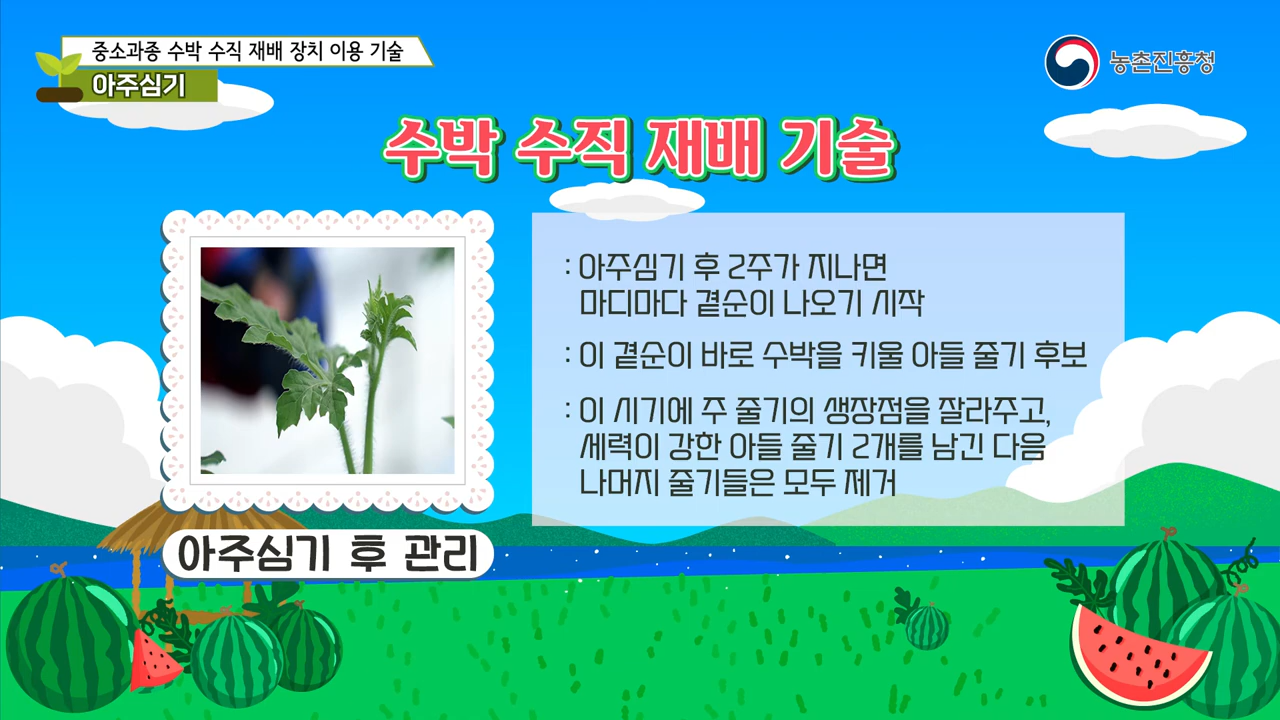 중소과종 수박 수직 재배 장치 이용 기술
아주심기
농촌진흥청
수박 수직 재배 기술
: 아주심기 후 2주가 지나면
마디마다 곁순이 나오기 시작
: 이 곁순이 바로 수박을 키울 아들 줄기 후보
: 이 시기에 주 줄기의 생장점을 잘라주고,
세력이 강한 아들 줄기 2개를 남긴 다음
나머지 줄기들은 모두 제거
아주심기 후 관리